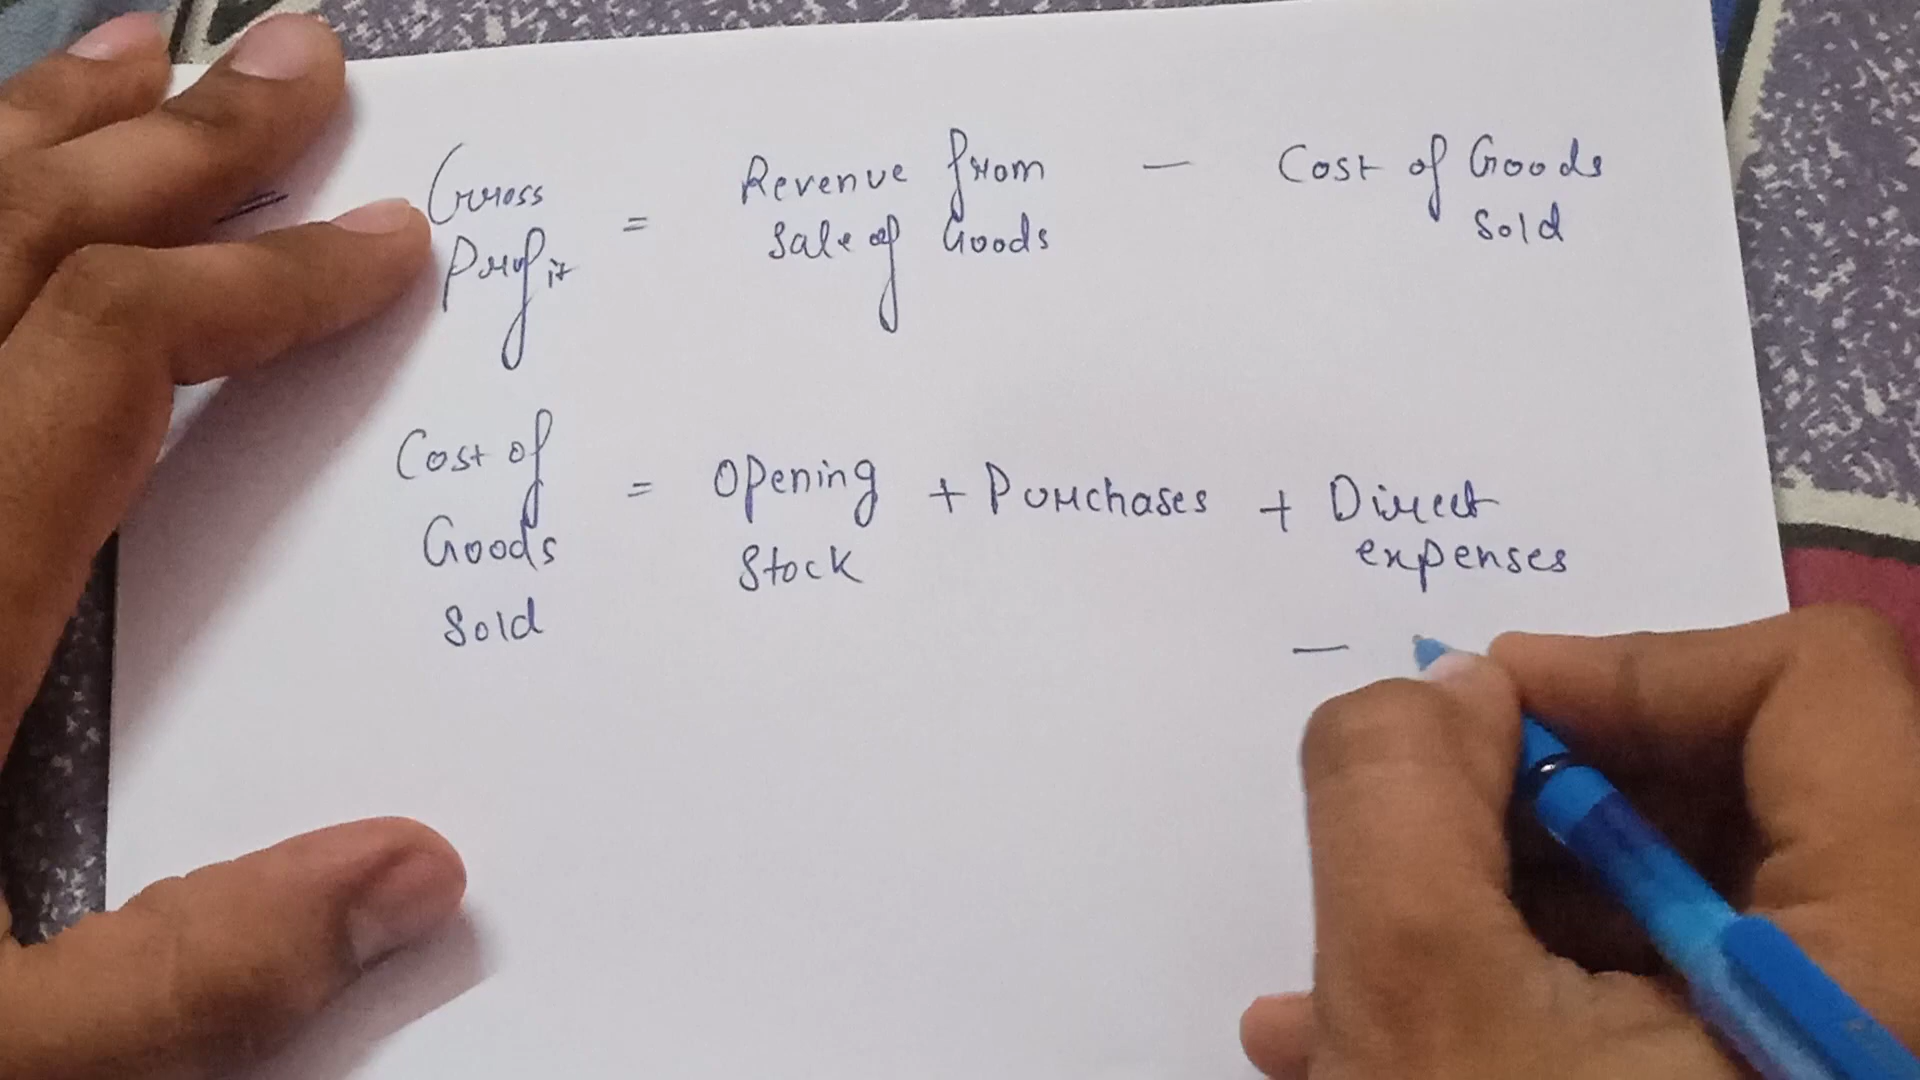 Gross Profit = Revenue from Sale of Goods — Cost of Goods Sold
Cost of Goods Sold = Opening Stock + Purchases + Direct expenses
—